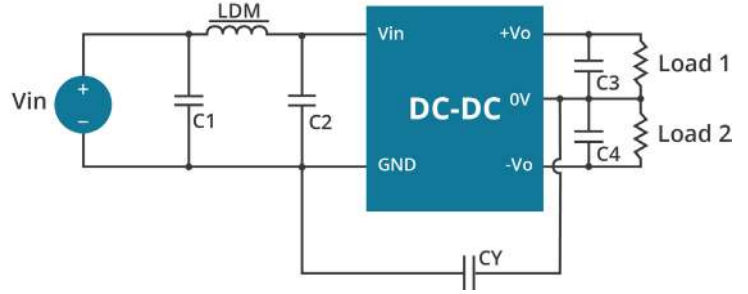 LDM
Vin
+
−
C1
C2
Vin
+Vo
DC-DC
0V
GND
-Vo
C3
C4
Load 1
Load 2
CY